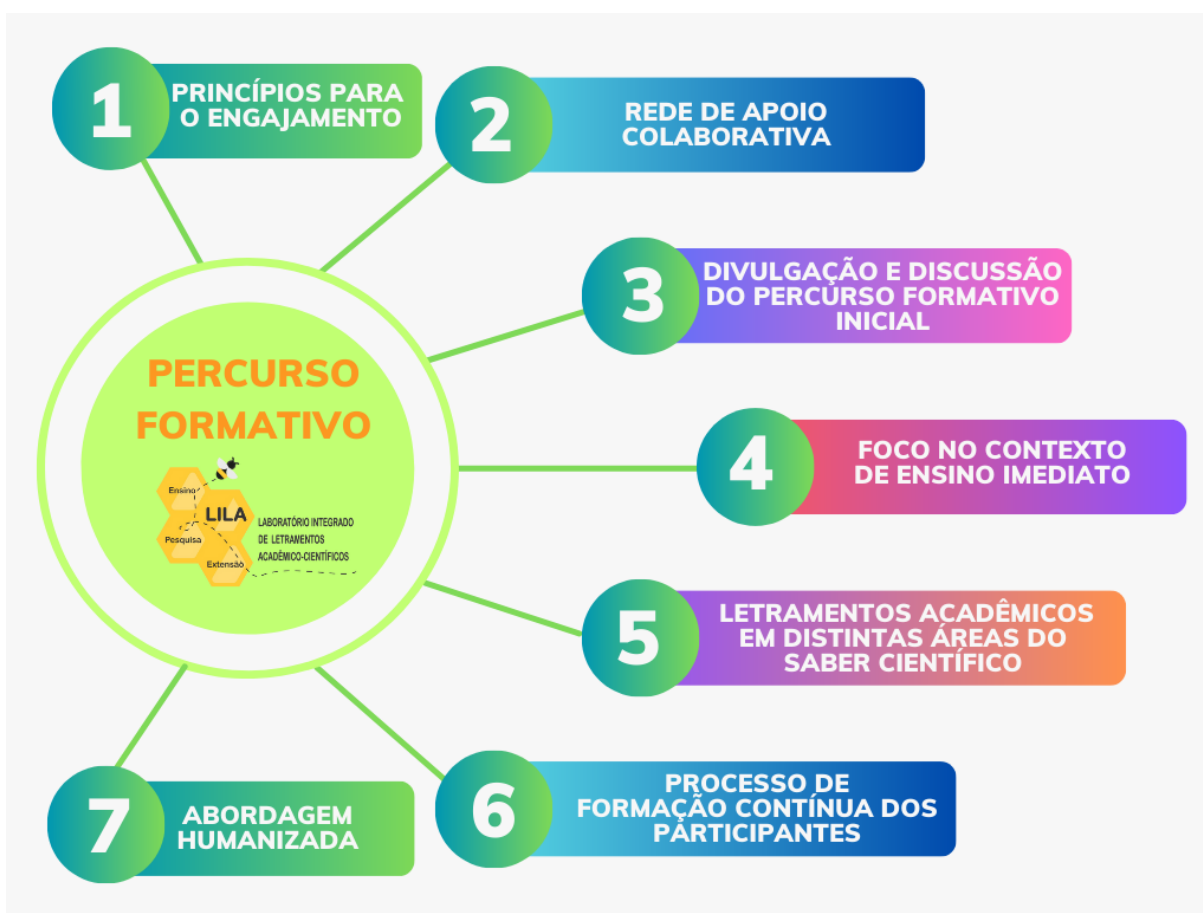 1
PRINCÍPIOS PARA
O ENGAJAMENTO
2
REDE DE APOIO
COLABORATIVA
3
DIVULGAÇÃO E DISCUSSÃO
DO PERCURSO FORMATIVO
INICIAL
PERCURSO
FORMATIVO
Ensino
LILA
Pesquisa
Extensão
LABORATÓRIO INTEGRADO
DE LETRAMENTOS
ACADÊMICO-CIENTÍFICOS
4
FOCO NO CONTEXTO
DE ENSINO IMEDIATO
5
LETRAMENTOS ACADÊMICOS
EM DISTINTAS ÁREAS DO
SABER CIENTÍFICO
6
PROCESSO DE
FORMAÇÃO CONTÍNUA DOS
PARTICIPANTES
7
ABORDAGEM
HUMANIZADA